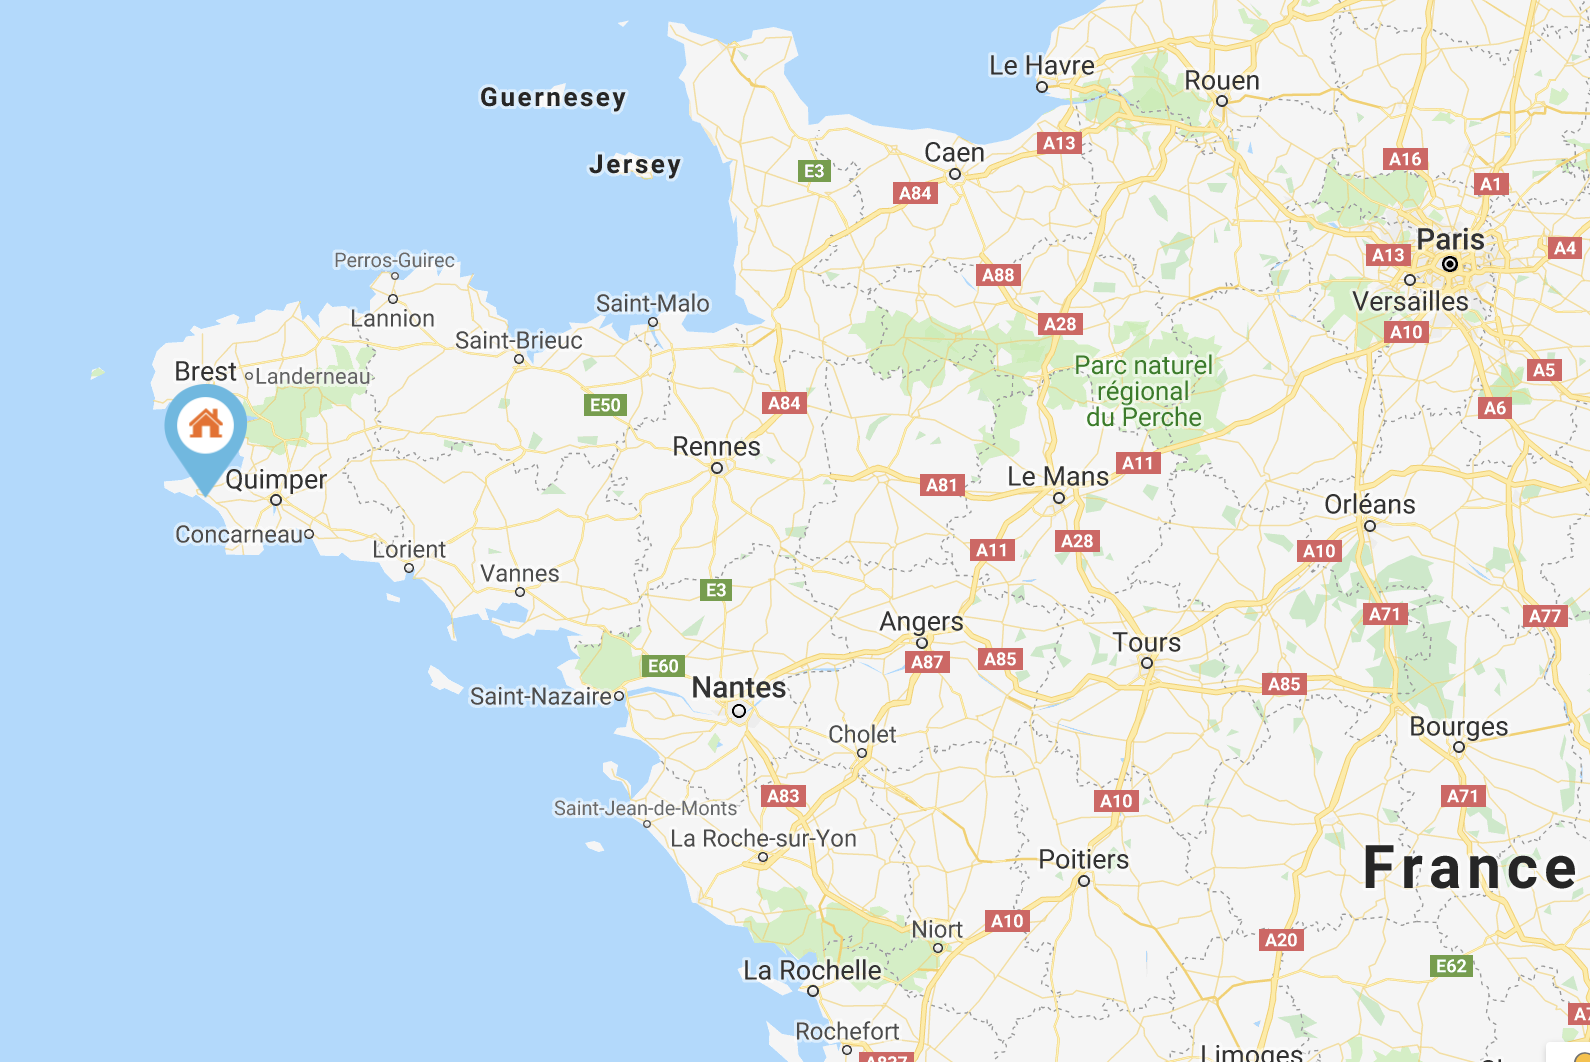 Le Havre
Rouen
Guernesey
A13
Caen
Jersey
E3
A16
A84
A1
Paris
A4
A13
Perros-Guirec
A88
Versailles
Saint-Malo
Lannion
A28
A10
Saint-Brieuc
Parc naturel
régional
du Perche
Brest
Landerneau
A5
E50
A84
A6
Rennes
A11
Quimper
A81
Le Mans
Orléans
Concarneau
Lorient
A11
A28
A10
Vannes
E3
A71
A77
Angers
Tours
E60
A87
A85
A85
Saint-Nazaire
Nantes
Bourges
Cholet
A83
A10
A71
Saint-Jean-de-Monts
La Roche-sur-Yon
Poitiers
France
A10
Niort
A20
E62
La Rochelle
Rochefort
A837
Limoges